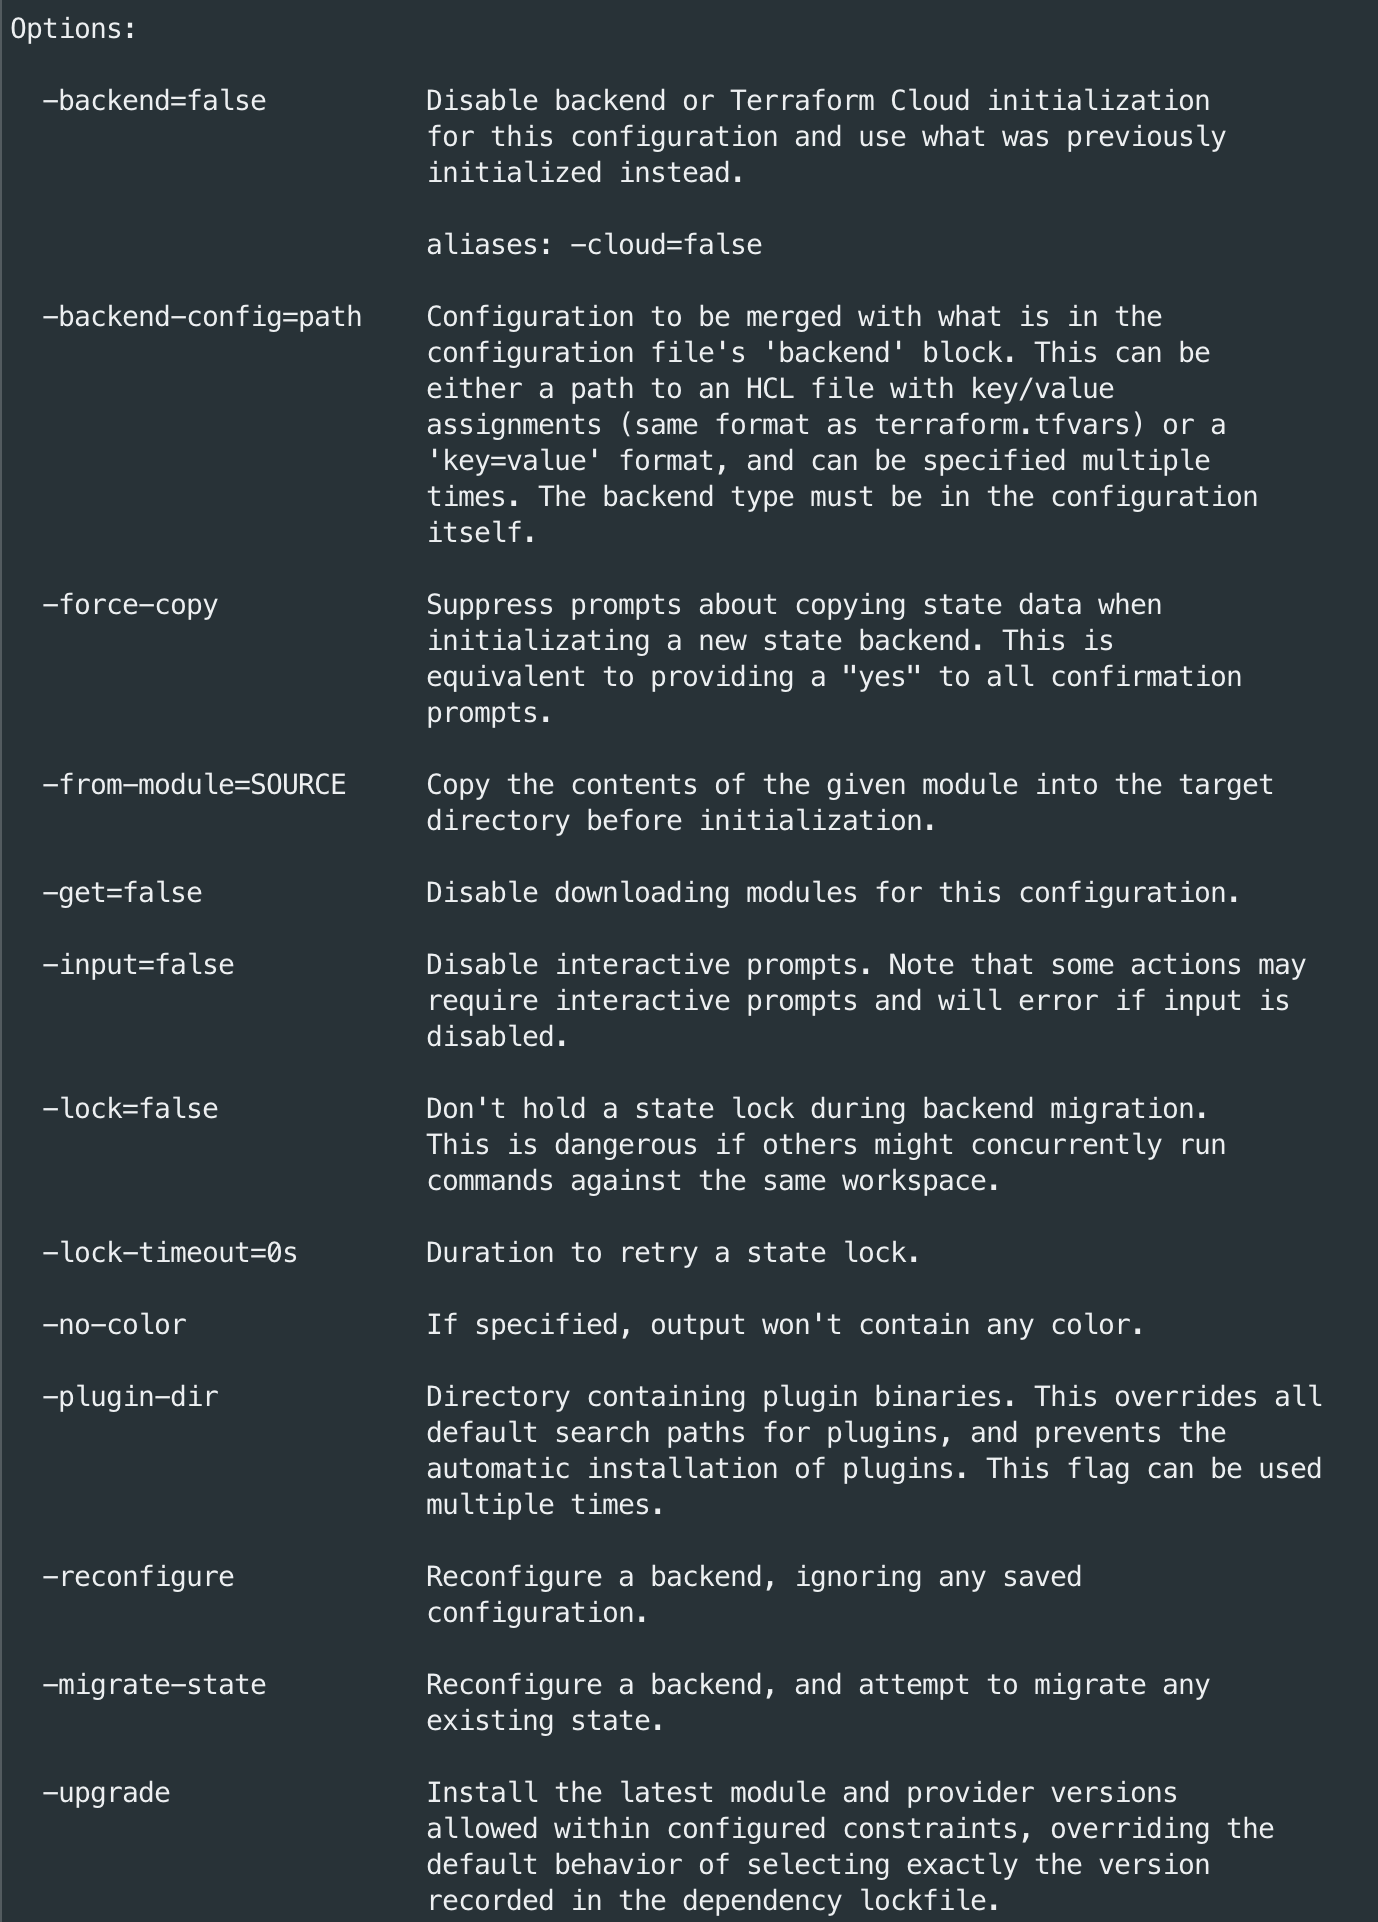 Options:
-backend=false Disable backend or Terraform Cloud initialization
for this configuration and use what was previously
initialized instead.
aliases: -cloud=false
-backend-config=path Configuration to be merged with what is in the
configuration file's 'backend' block. This can be
either a path to an HCL file with key/value
assignments (same format as terraform.tfvars) or a
'key=value' format, and can be specified multiple
times. The backend type must be in the configuration
itself.
-force-copy Suppress prompts about copying state data when
initializating a new state backend. This is
equivalent to providing a "yes" to all confirmation
prompts.
-from-module=SOURCE Copy the contents of the given module into the target
directory before initialization.
-get=false Disable downloading modules for this configuration.
-input=false Disable interactive prompts. Note that some actions may
require interactive prompts and will error if input is
disabled.
-lock=false Don't hold a state lock during backend migration.
This is dangerous if others might concurrently run
commands against the same workspace.
-lock-timeout=0s Duration to retry a state lock.
-no-color If specified, output won't contain any color.
-plugin-dir Directory containing plugin binaries. This overrides all
default search paths for plugins, and prevents the
automatic installation of plugins. This flag can be used
multiple times.
-reconfigure Reconfigure a backend, ignoring any saved
configuration.
-migrate-state Reconfigure a backend, and attempt to migrate any
existing state.
-upgrade Install the latest module and provider versions
allowed within configured constraints, overriding the
default behavior of selecting exactly the version
recorded in the dependency lockfile.